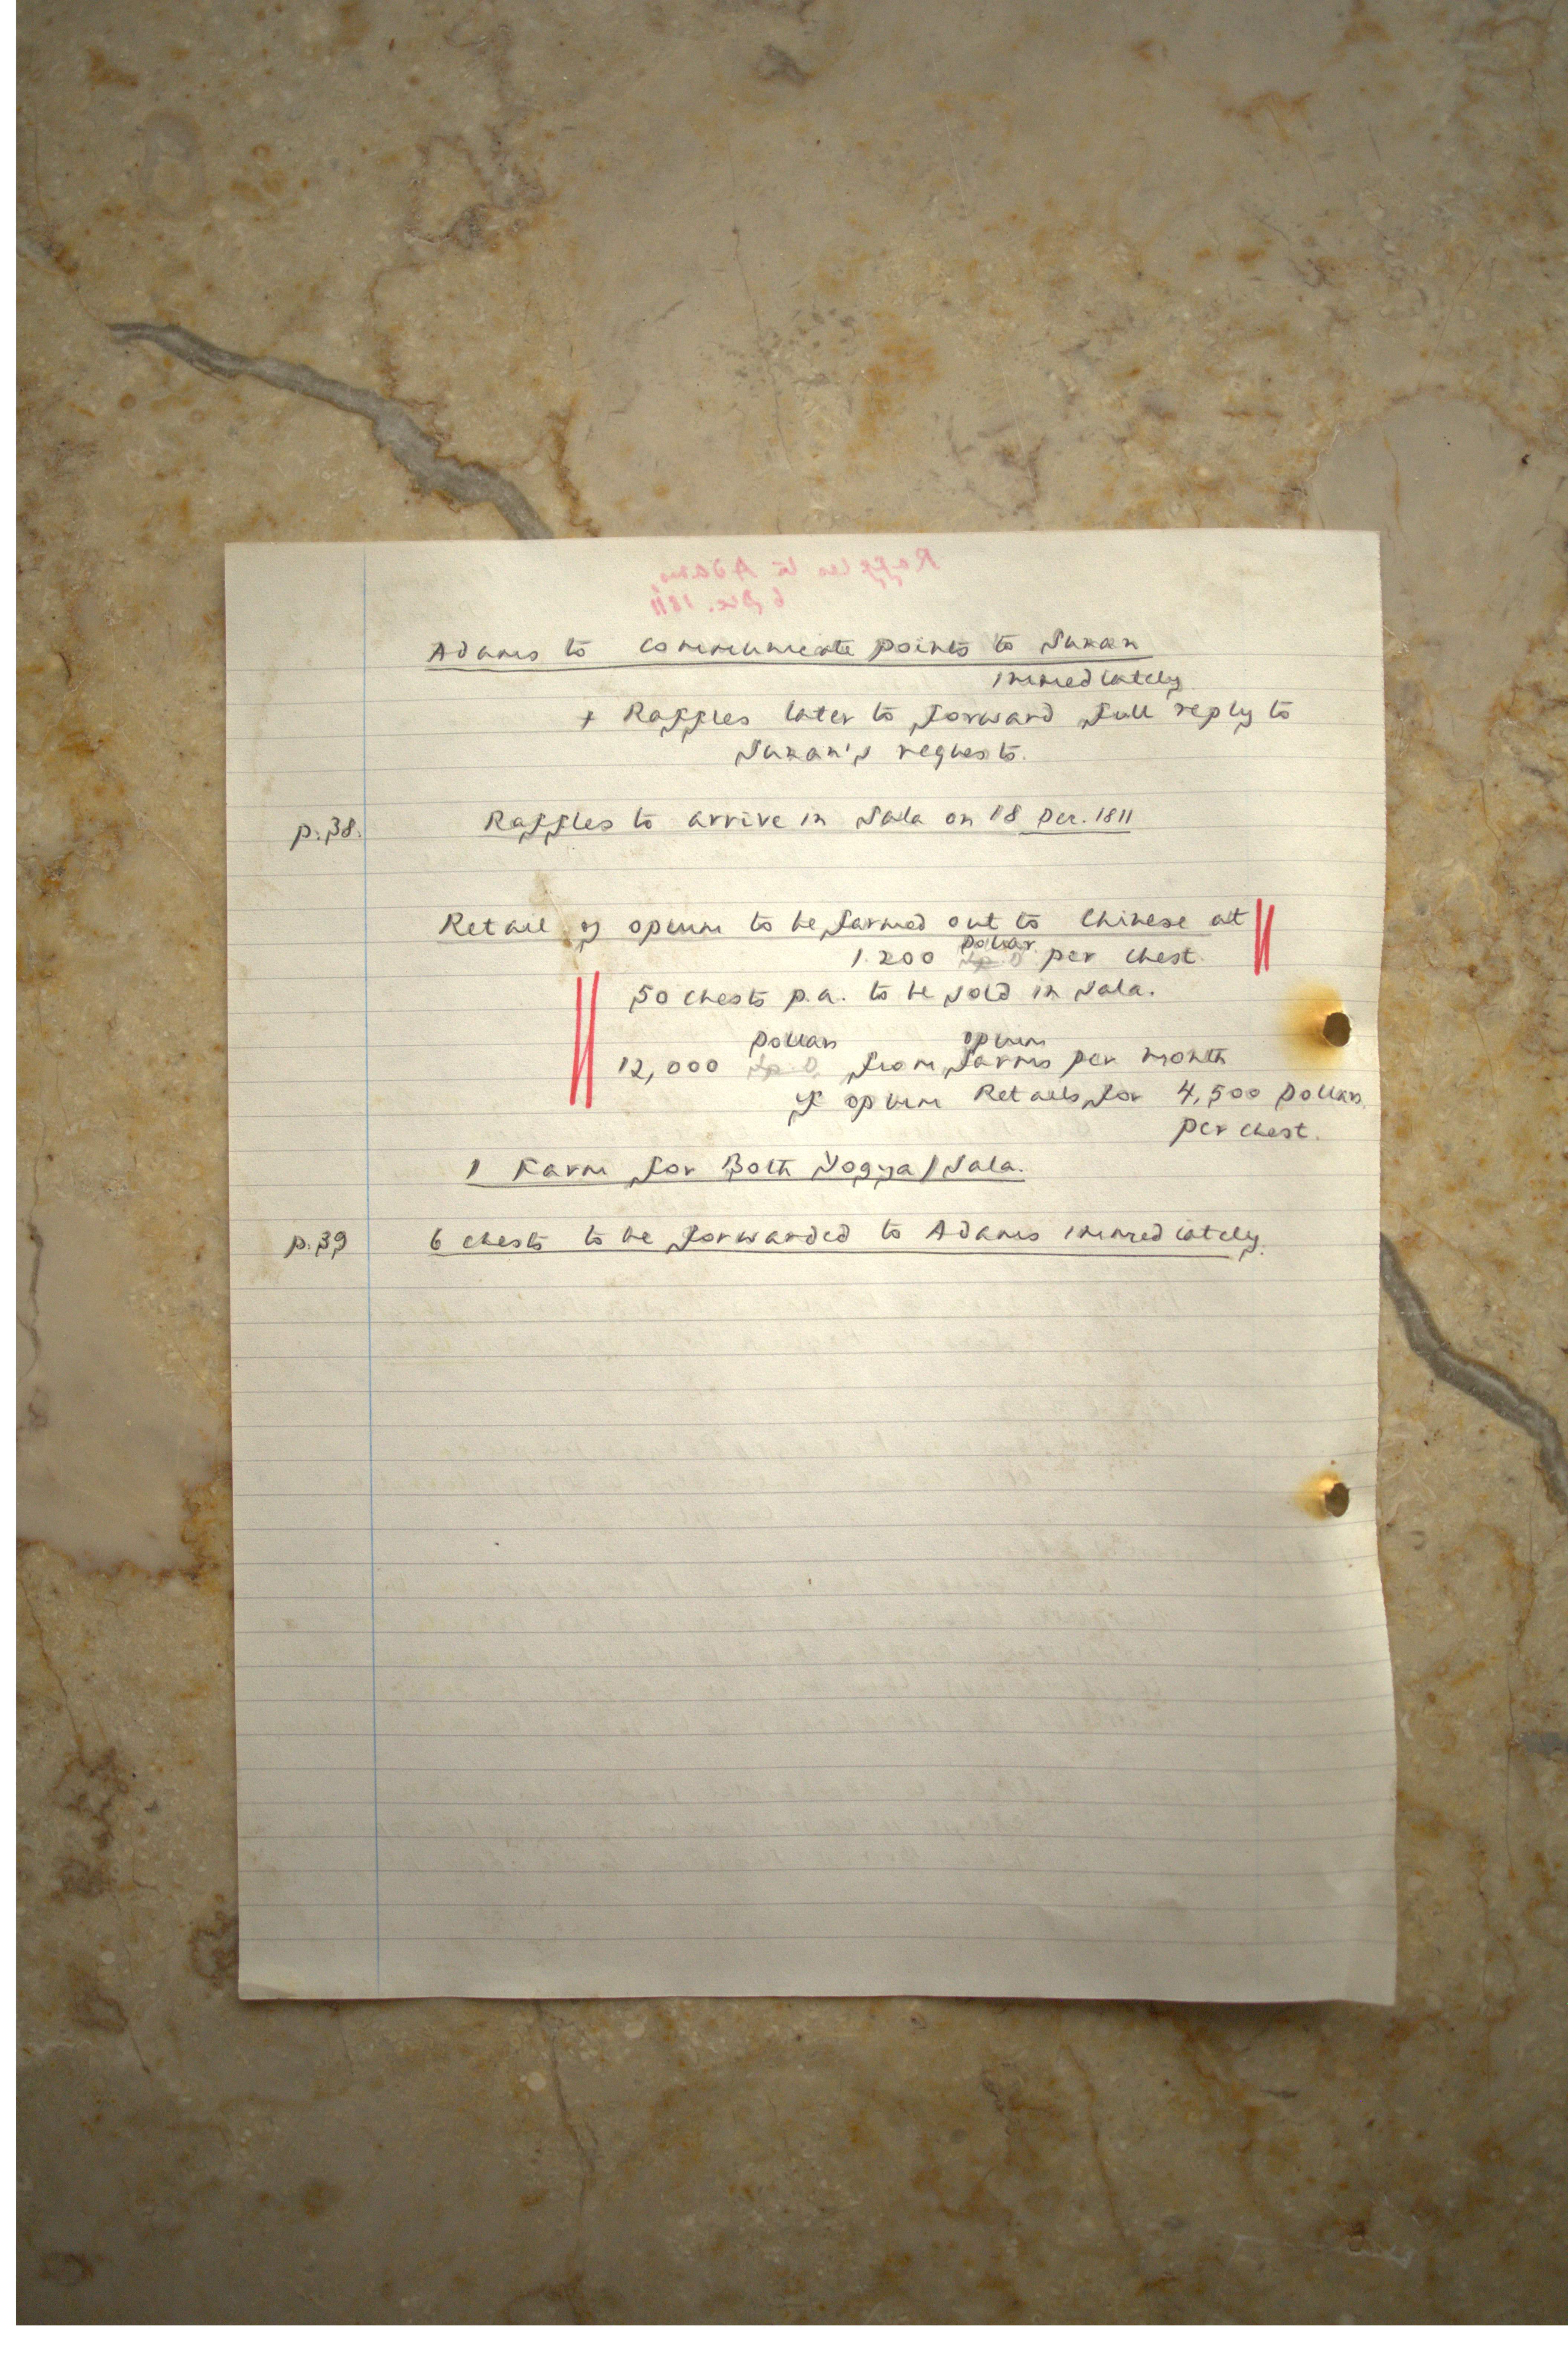 Raffles to Adams
6 Dec. 1811
Adams to communicate points to Sunan
immediately
+ Raffles later to forward full reply to
Sunan's requests.
p.38. Raffles to arrive in Sala on 18 Dec. 1811
Retail of opium to be farmed out to Chinese at
1.200 Dollar per chest
50 chests p.a. to be sold in Sala.
Dollars opium
12,000 from farms per month
if opium Retails for 4,500 Dollars
per chest.
1 Farm for Both Yogya/Sala.
p.39 6 chests to be forwarded to Adams immediately.